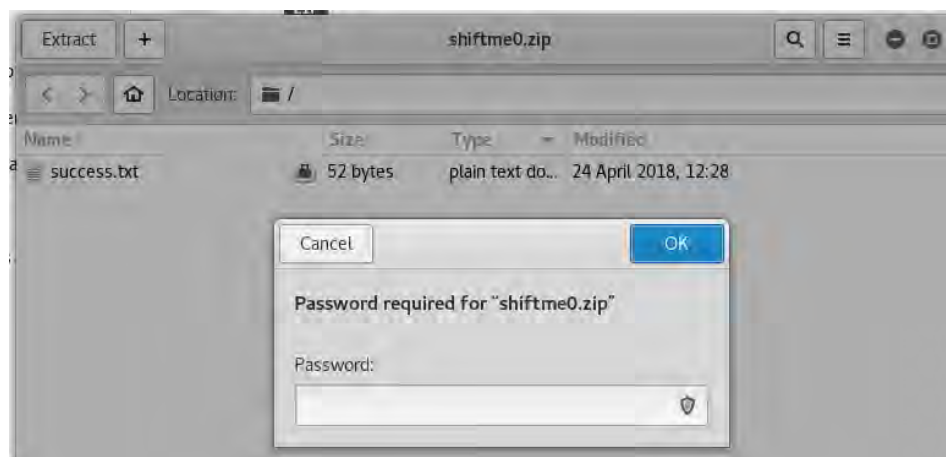 Extract + shiftme0.zip
Location: /
Name Size Type Modified
success.txt 52 bytes plain text do... 24 April 2018, 12:28
Cancel OK
Password required for "shiftme0.zip"
Password: